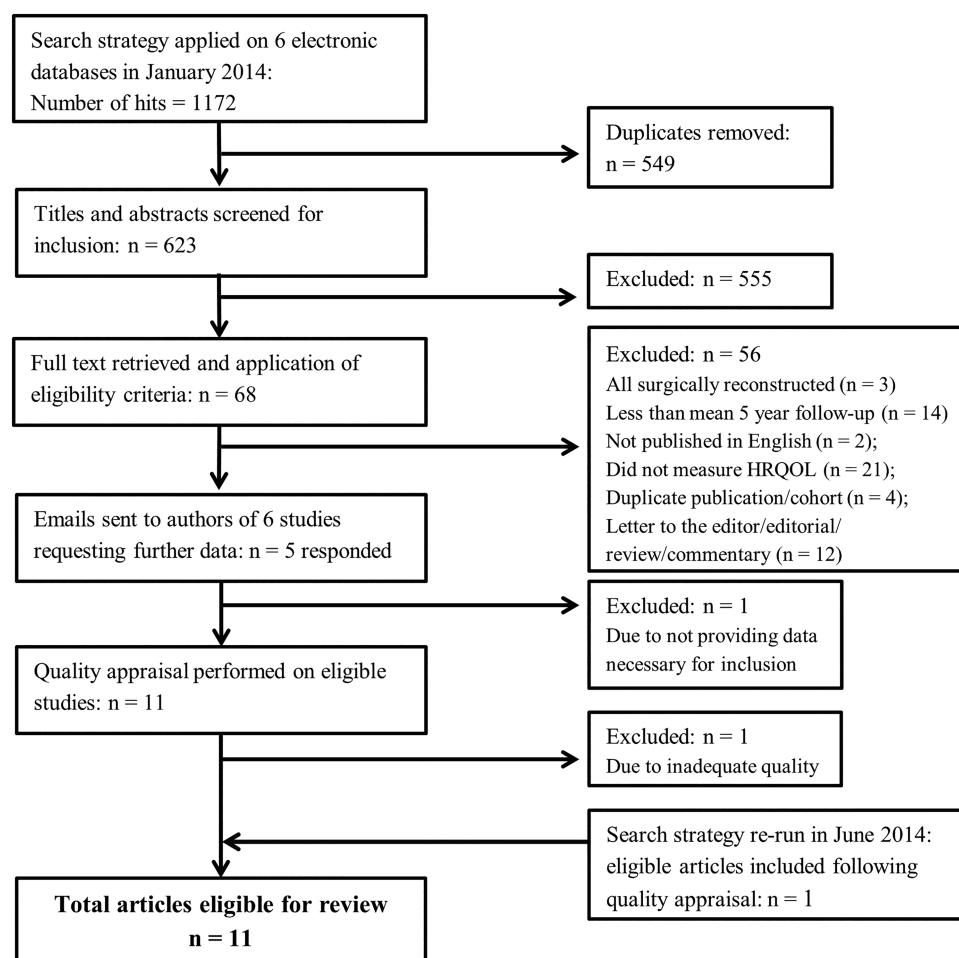 Search strategy applied on 6 electronic
databases in January 2014:
Number of hits = 1172
Duplicates removed:
n = 549
Titles and abstracts screened for
inclusion: n = 623
Excluded: n = 555
Full text retrieved and application of
eligibility criteria: n = 68
Excluded: n = 56
All surgically reconstructed (n = 3)
Less than mean 5 year follow-up (n = 14)
Not published in English (n = 2);
Did not measure HRQOL (n = 21);
Duplicate publication/cohort (n = 4);
Letter to the editor/editorial/
review/commentary (n = 12)
Emails sent to authors of 6 studies
requesting further data: n = 5 responded
Excluded: n = 1
Due to not providing data
necessary for inclusion
Quality appraisal performed on eligible
studies: n = 11
Excluded: n = 1
Due to inadequate quality
Search strategy re-run in June 2014:
eligible articles included following
quality appraisal: n = 1
Total articles eligible for review
n = 11